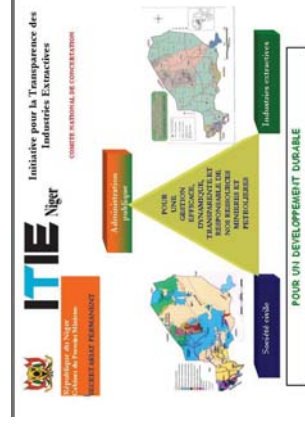 République du Niger
Cabinet du Premier Ministre
SECRETARIAT PERMANENT
ITIE
Niger
Initiative pour la Transparence des
Industries Extractives
COMITE NATIONAL DE CONCERTATION
Administration
publique
POUR
UNE
GESTION
EFFICACE,
DYNAMIQUE,
TRANSPARENTE ET
RESPONSABLE DE
NOS RESSOURCES
MINIERES ET
PETROLIERES
Société civile
Industries extractives
POUR UN DEVELOPPEMENT DURABLE